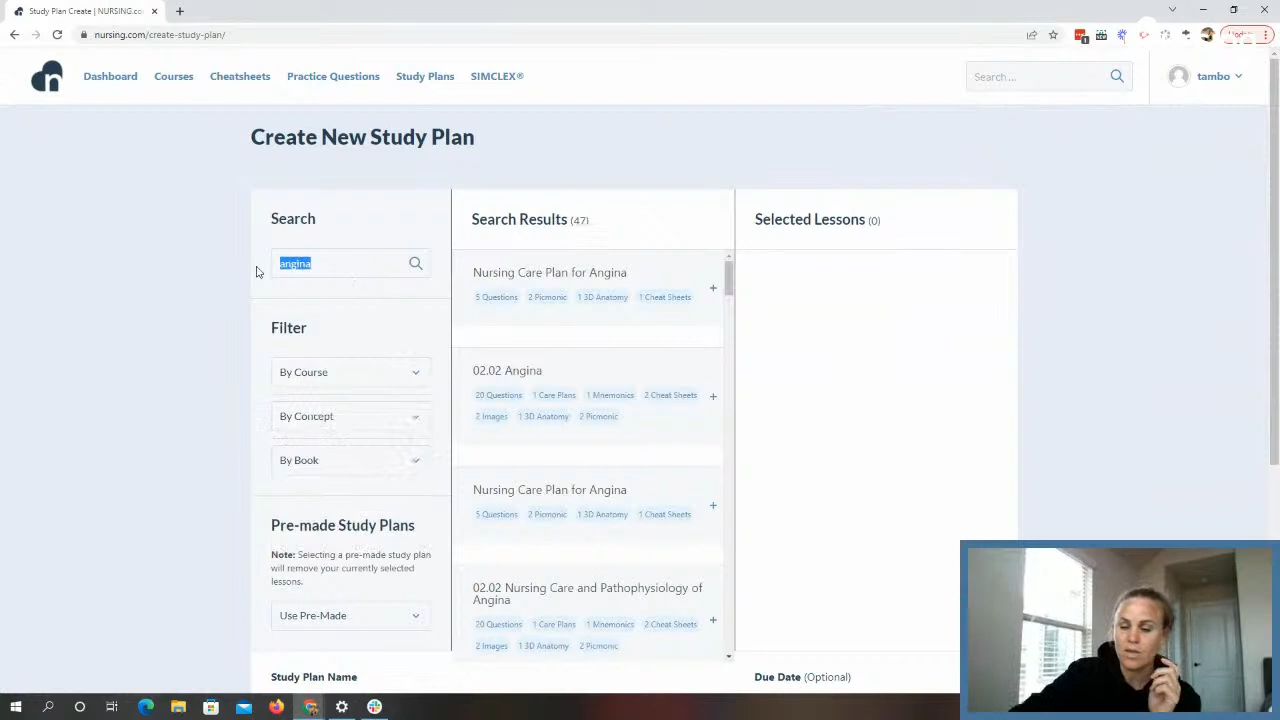 Study Plan Create | NURSING.co
nursing.com/create-study-plan/
Dashboard
Courses
Cheatsheets
Practice Questions
Study Plans
SIMCLEX®
Search ...
tambo
Create New Study Plan
Search
angina
Filter
By Course
By Concept
By Book
Pre-made Study Plans
Note: Selecting a pre-made study plan
will remove your currently selected
lessons.
Use Pre-Made
Study Plan Name
Search Results (47)
Nursing Care Plan for Angina
5 Questions 2 Picmonic 1 3D Anatomy 1 Cheat Sheets
+
02.02 Angina
20 Questions 1 Care Plans 1 Mnemonics 2 Cheat Sheets
2 Images 1 3D Anatomy 2 Picmonic
+
Nursing Care Plan for Angina
5 Questions 2 Picmonic 1 3D Anatomy 1 Cheat Sheets
+
02.02 Nursing Care and Pathophysiology of
Angina
20 Questions 1 Care Plans 1 Mnemonics 2 Cheat Sheets
2 Images 1 3D Anatomy 2 Picmonic
+
Selected Lessons (0)
Due Date (Optional)